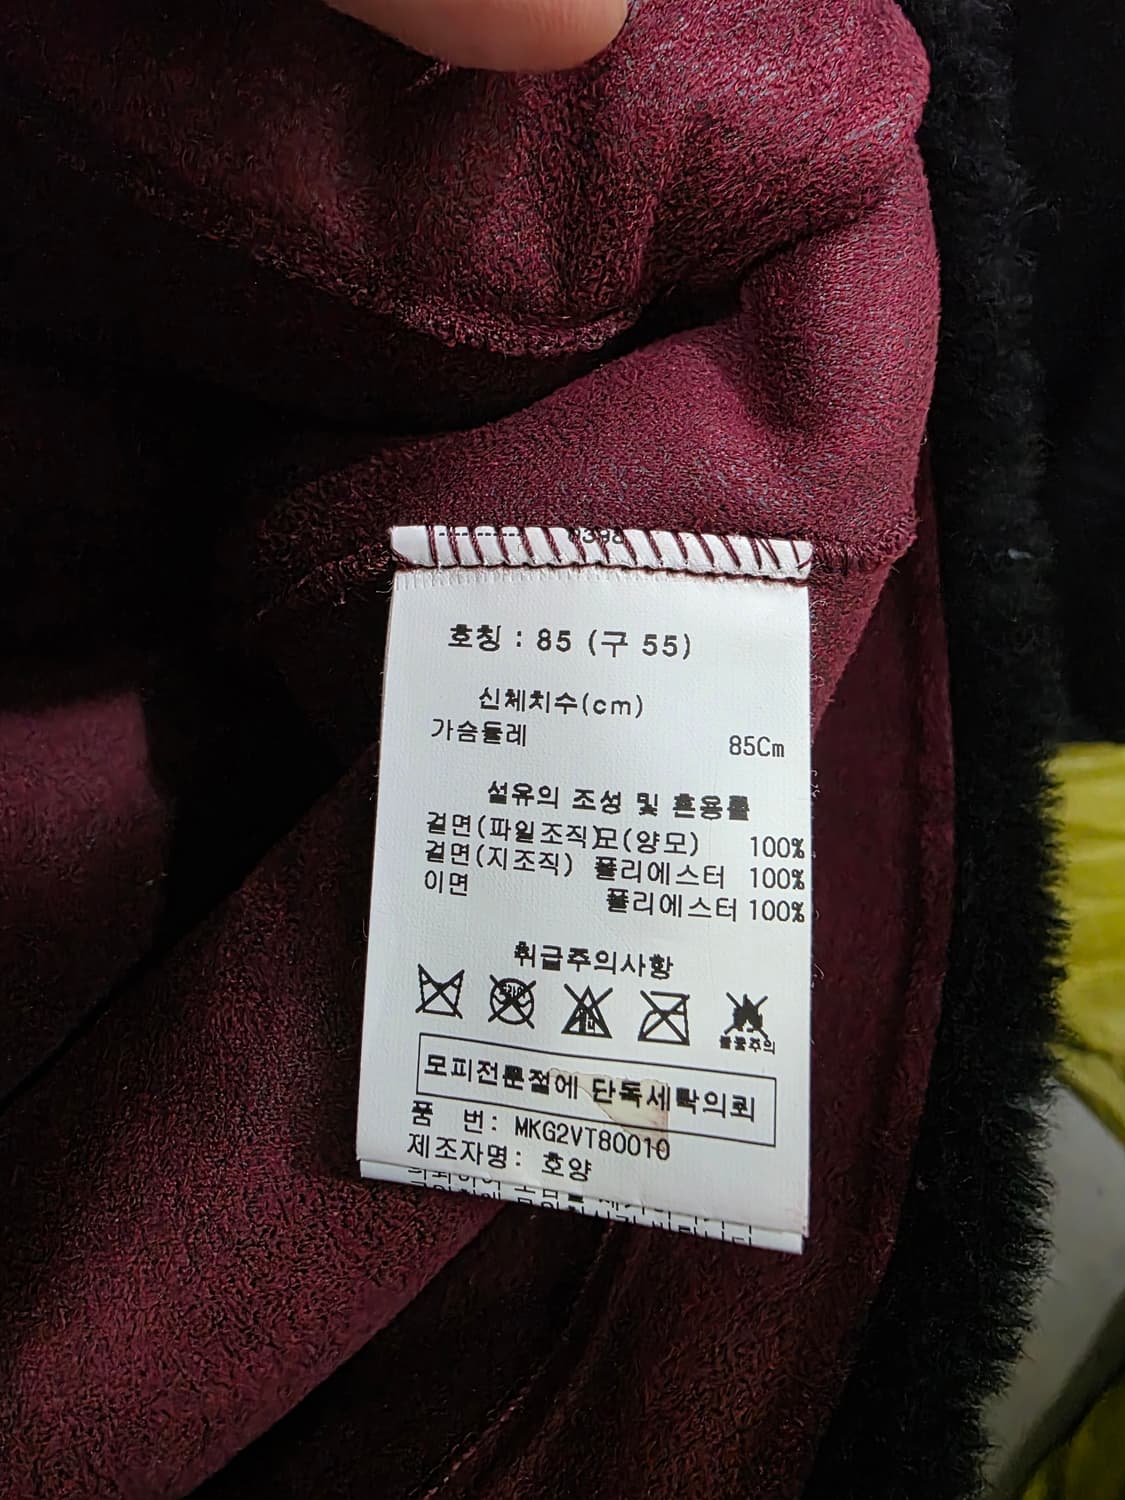 호칭 : 85 (구 55)
신체치수(cm)
가슴둘레 85Cm
섬유의 조성 및 혼용률
겉면(파일조직)모(양모) 100%
겉면(지조직) 폴리에스터 100%
이면 폴리에스터 100%
취급주의사항
드라이
불꽃주의
모피전문점에 단독세탁의뢰
품 번: MKG2VT80010
제조자명: 호양